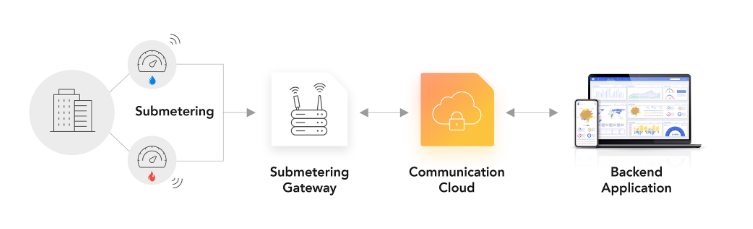 Submetering
Submetering
Gateway
Communication
Cloud
Backend
Application